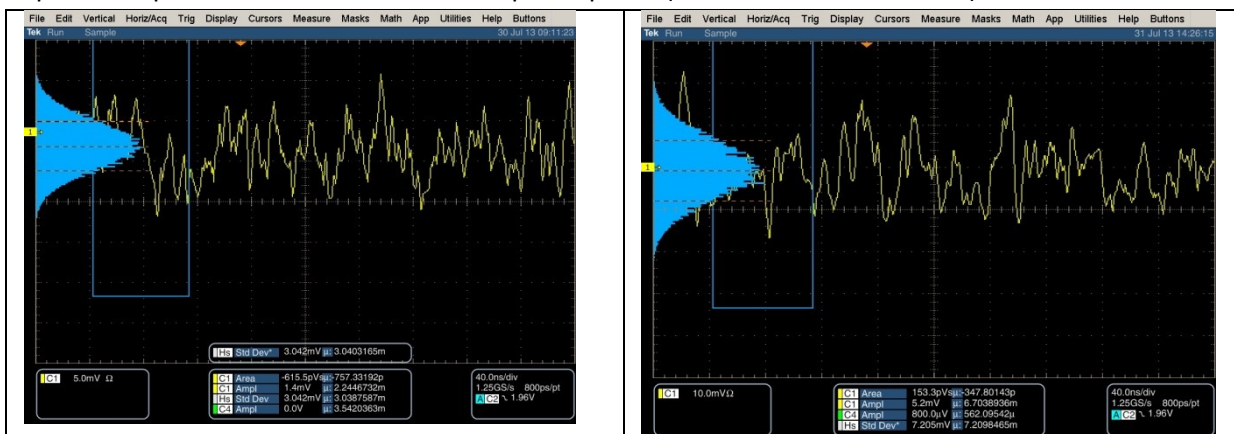 File Edit Vertical Horiz/Acq Trig Display Cursors Measure Masks Math App Utilities Help Buttons
Tek Run Sample 30 Jul 13 09:11:23
1
Hs Std Dev* 3.042mV µ: 3.0403165m
C1 5.0mV Ω
C1 Area -615.5pVs µ: -757.33192p
C1 Ampl 1.4mV µ: 2.2446732m
Hs Std Dev 3.042mV µ: 3.0387587m
C4 Ampl 0.0V µ: 3.5420363m
40.0ns/div
1.25GS/s 800ps/pt
A C2 1.96V
File Edit Vertical Horiz/Acq Trig Display Cursors Measure Masks Math App Utilities Help Buttons
Tek Run Sample 31 Jul 13 14:26:15
1
C1 10.0mV Ω
C1 Area 153.3pVs µ: -347.80143p
C1 Ampl 5.2mV µ: 6.7038936m
C4 Ampl 800.0µV µ: 562.09542µ
Hs Std Dev* 7.205mV µ: 7.2098465m
40.0ns/div
1.25GS/s 800ps/pt
A C2 1.96V